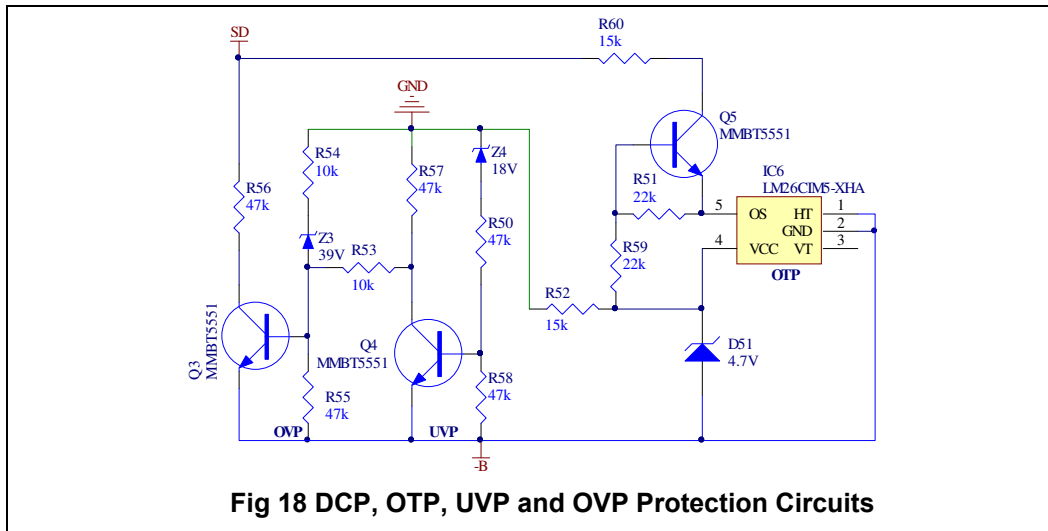 SD
R60
15k
GND
Q5
MMBT5551
R54
10k
R57
47k
Z4
18V
R56
47k
IC6
LM26CIM5-XHA
R51
22k
R50
47k
5
OS
HT
1
GND
2
4
VCC
VT
3
OTP
Z3
39V
R53
10k
R59
22k
R52
15k
Q3
MMBT5551
Q4
MMBT5551
D51
4.7V
R55
47k
R58
47k
OVP
UVP
-B
Fig 18 DCP, OTP, UVP and OVP Protection Circuits